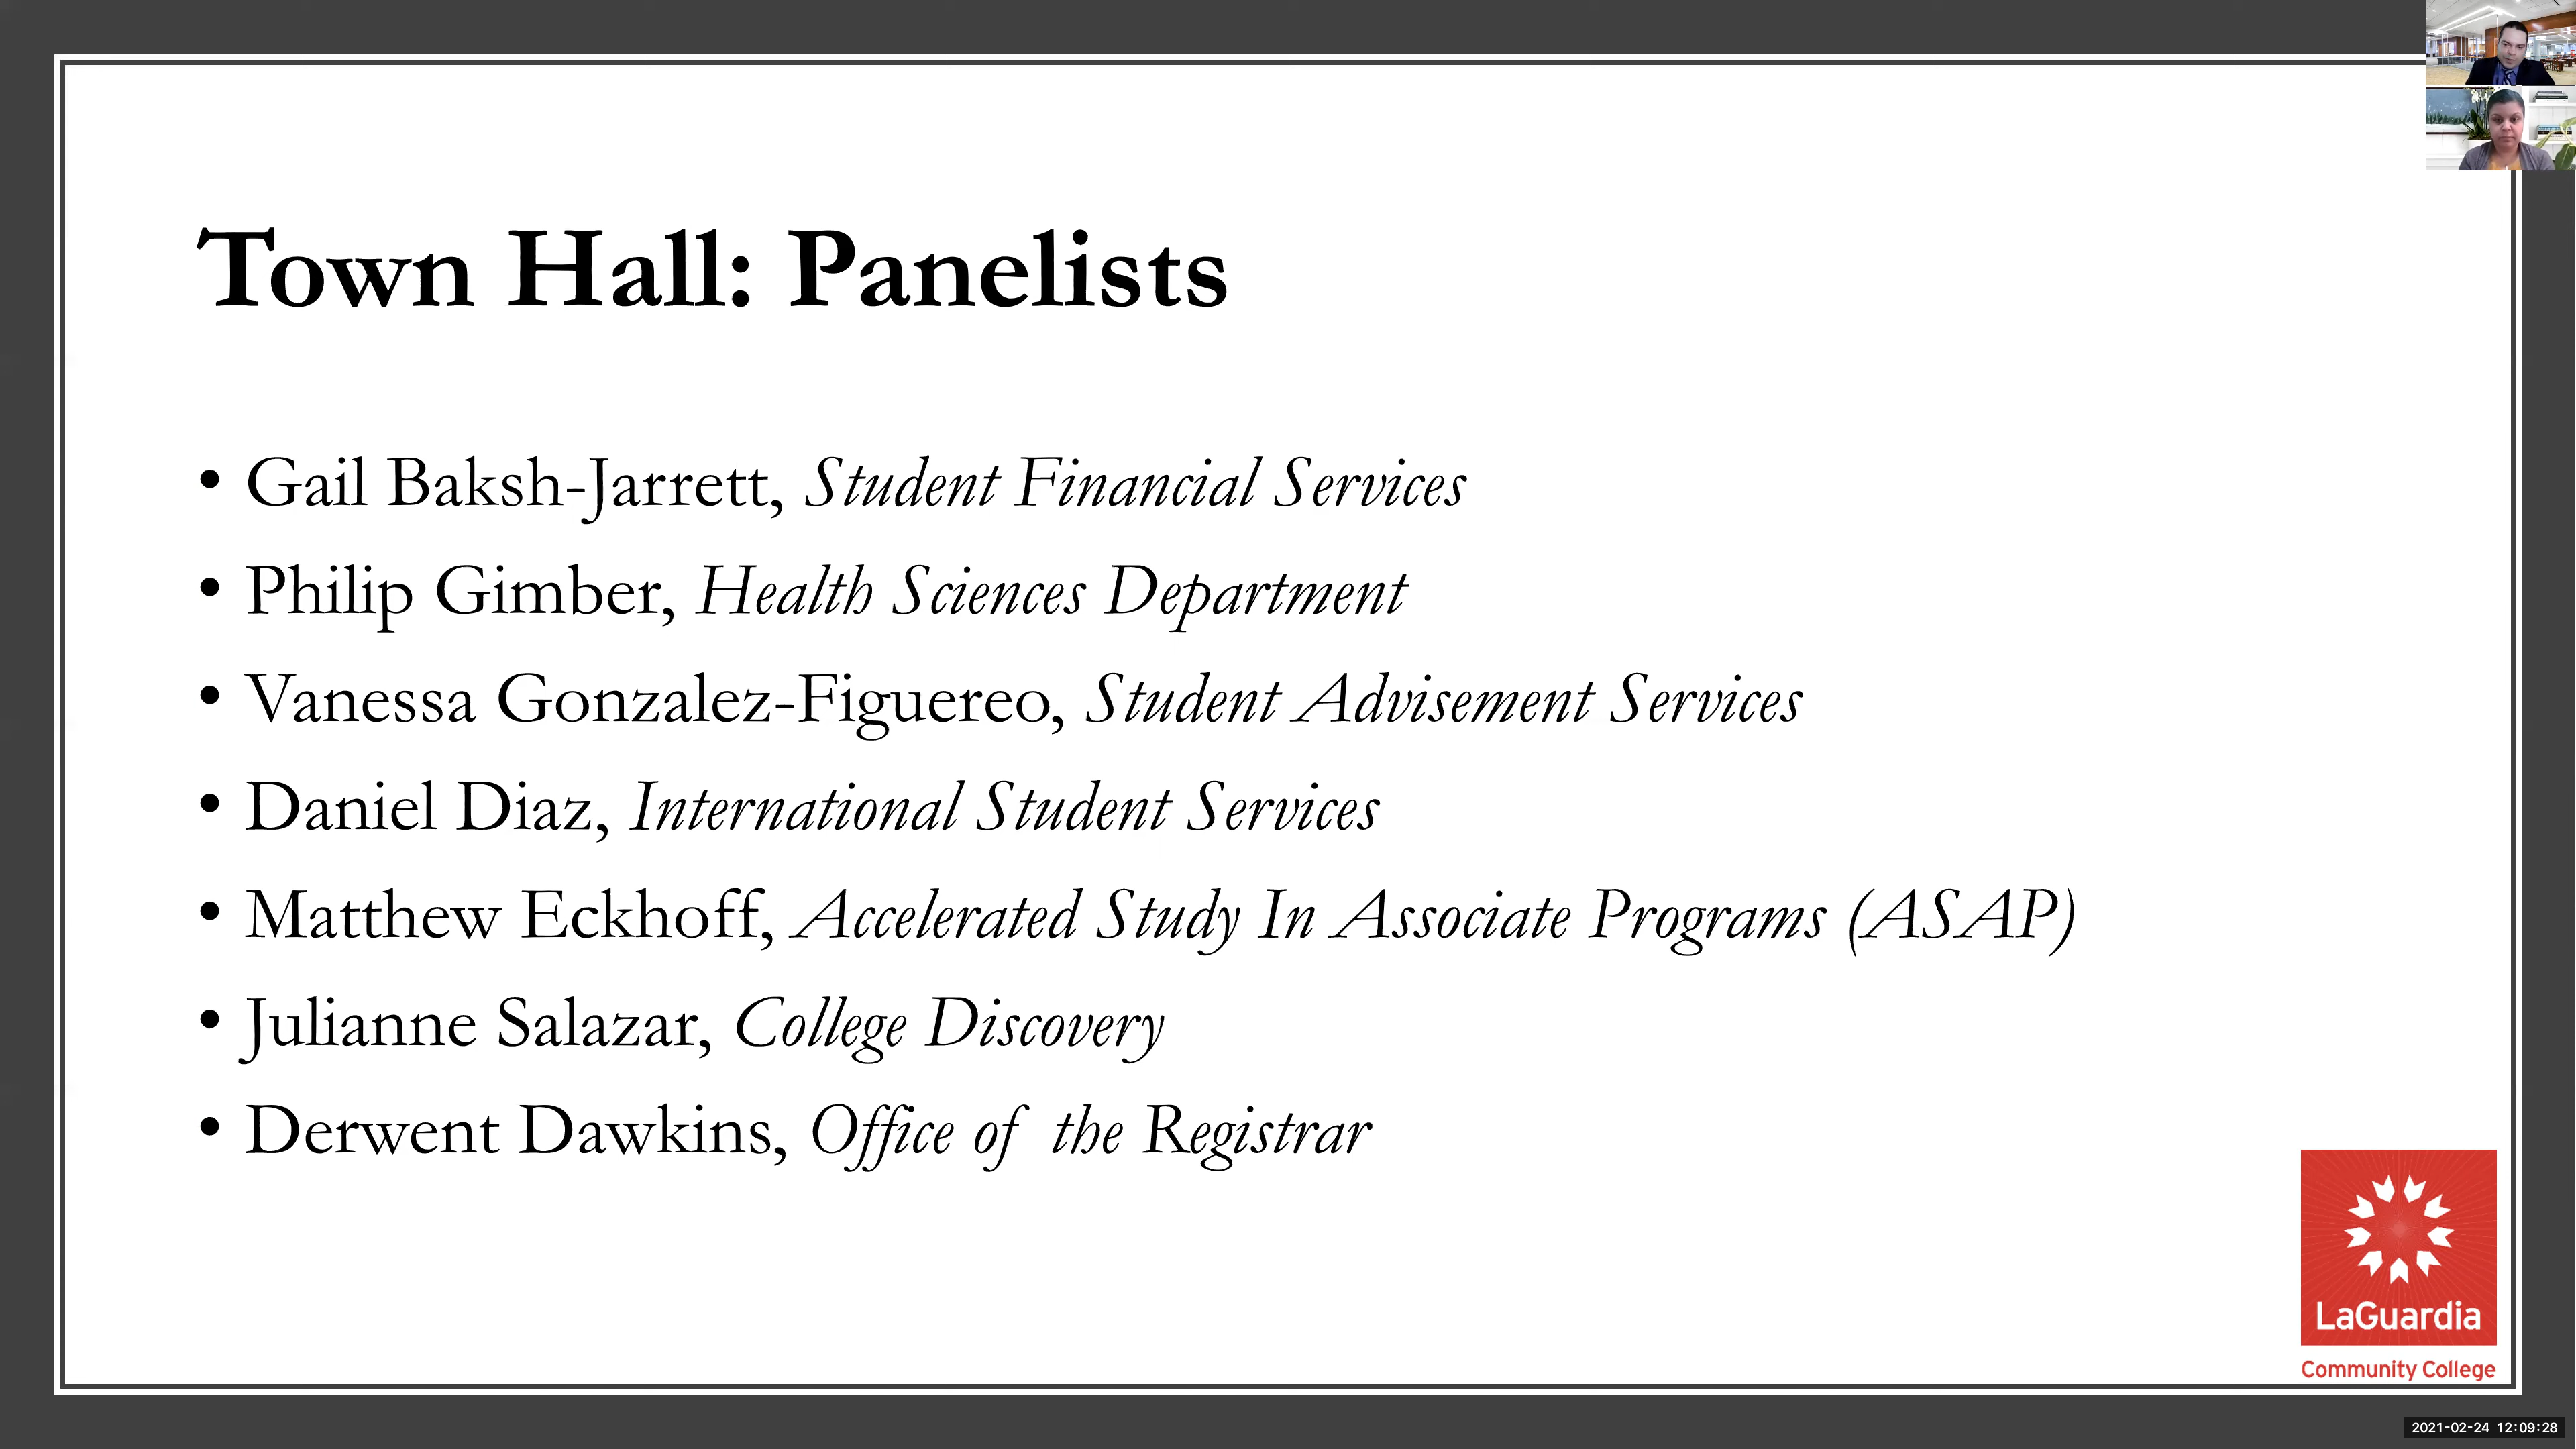 Town Hall: Panelists
• Gail Baksh-Jarrett, Student Financial Services
• Philip Gimber, Health Sciences Department
• Vanessa Gonzalez-Figuereo, Student Advisement Services
• Daniel Diaz, International Student Services
• Matthew Eckhoff, Accelerated Study In Associate Programs (ASAP)
• Julianne Salazar, College Discovery
• Derwent Dawkins, Office of the Registrar
LaGuardia
Community College
2021-02-24 12:09:28